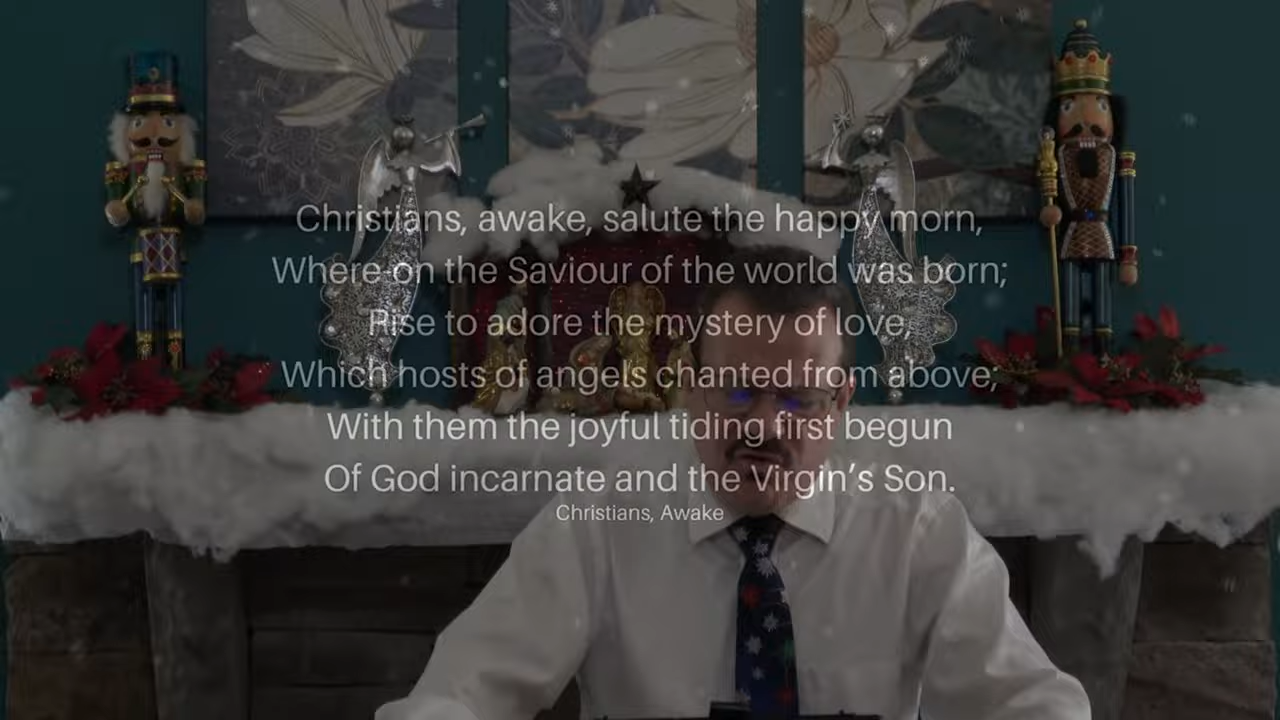 Christians, awake, salute the happy morn,
Where-on the Saviour of the world was born;
Rise to adore the mystery of love,
Which hosts of angels chanted from above;
With them the joyful tiding first begun
Of God incarnate and the Virgin’s Son.
Christians, Awake